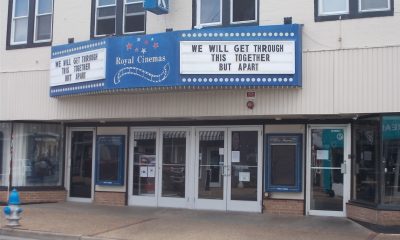 WE WILL GET THROUGH
THIS TOGETHER
BUT APART
Royal Cinemas
WE WILL GET THROUGH
THIS TOGETHER
BUT APART